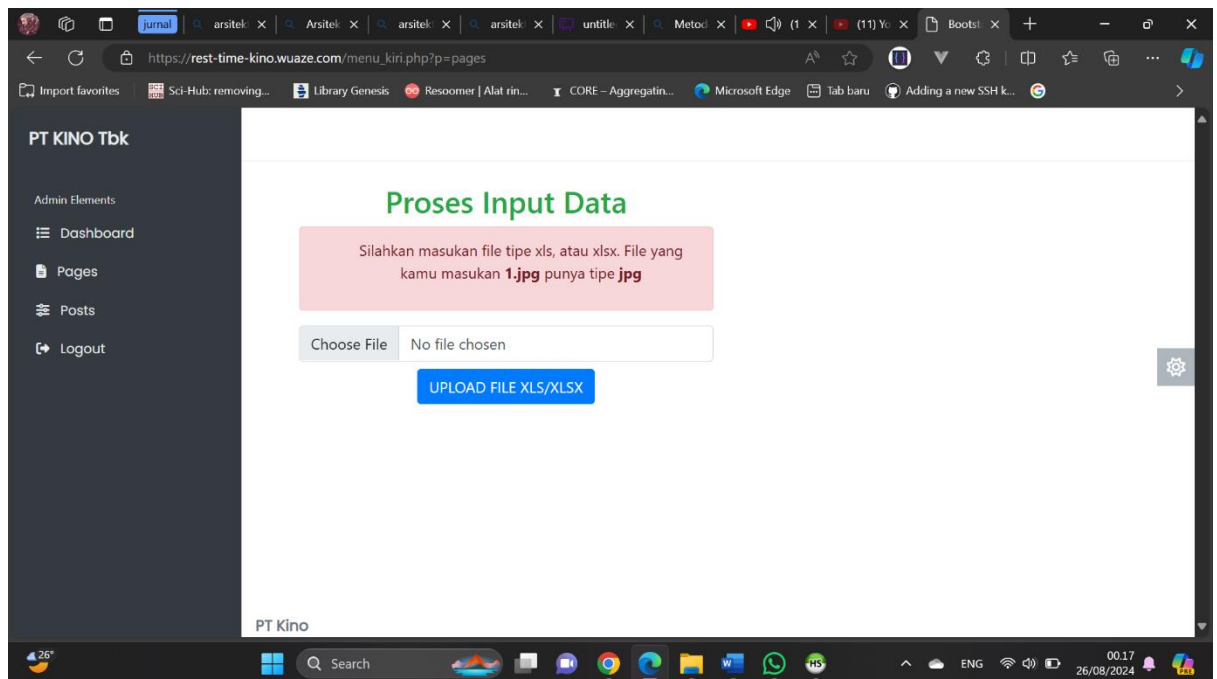 jurnal arsitek Arsitek arsitek arsitek untitle Metod (1 (11) Yo Bootst
https://rest-time-kino.wuaze.com/menu_kiri.php?p=pages
Import favorites Sci-Hub: removing... Library Genesis Resoomer | Alat rin... CORE – Aggregatin... Microsoft Edge Tab baru Adding a new SSH k...
PT KINO Tbk
Admin Elements
Dashboard
Pages
Posts
Logout
Proses Input Data
Silahkan masukan file tipe xls, atau xlsx. File yang
kamu masukan 1.jpg punya tipe jpg
Choose File No file chosen
UPLOAD FILE XLS/XLSX
PT Kino
26°
Search
HS
ENG
00.17
26/08/2024
PRE